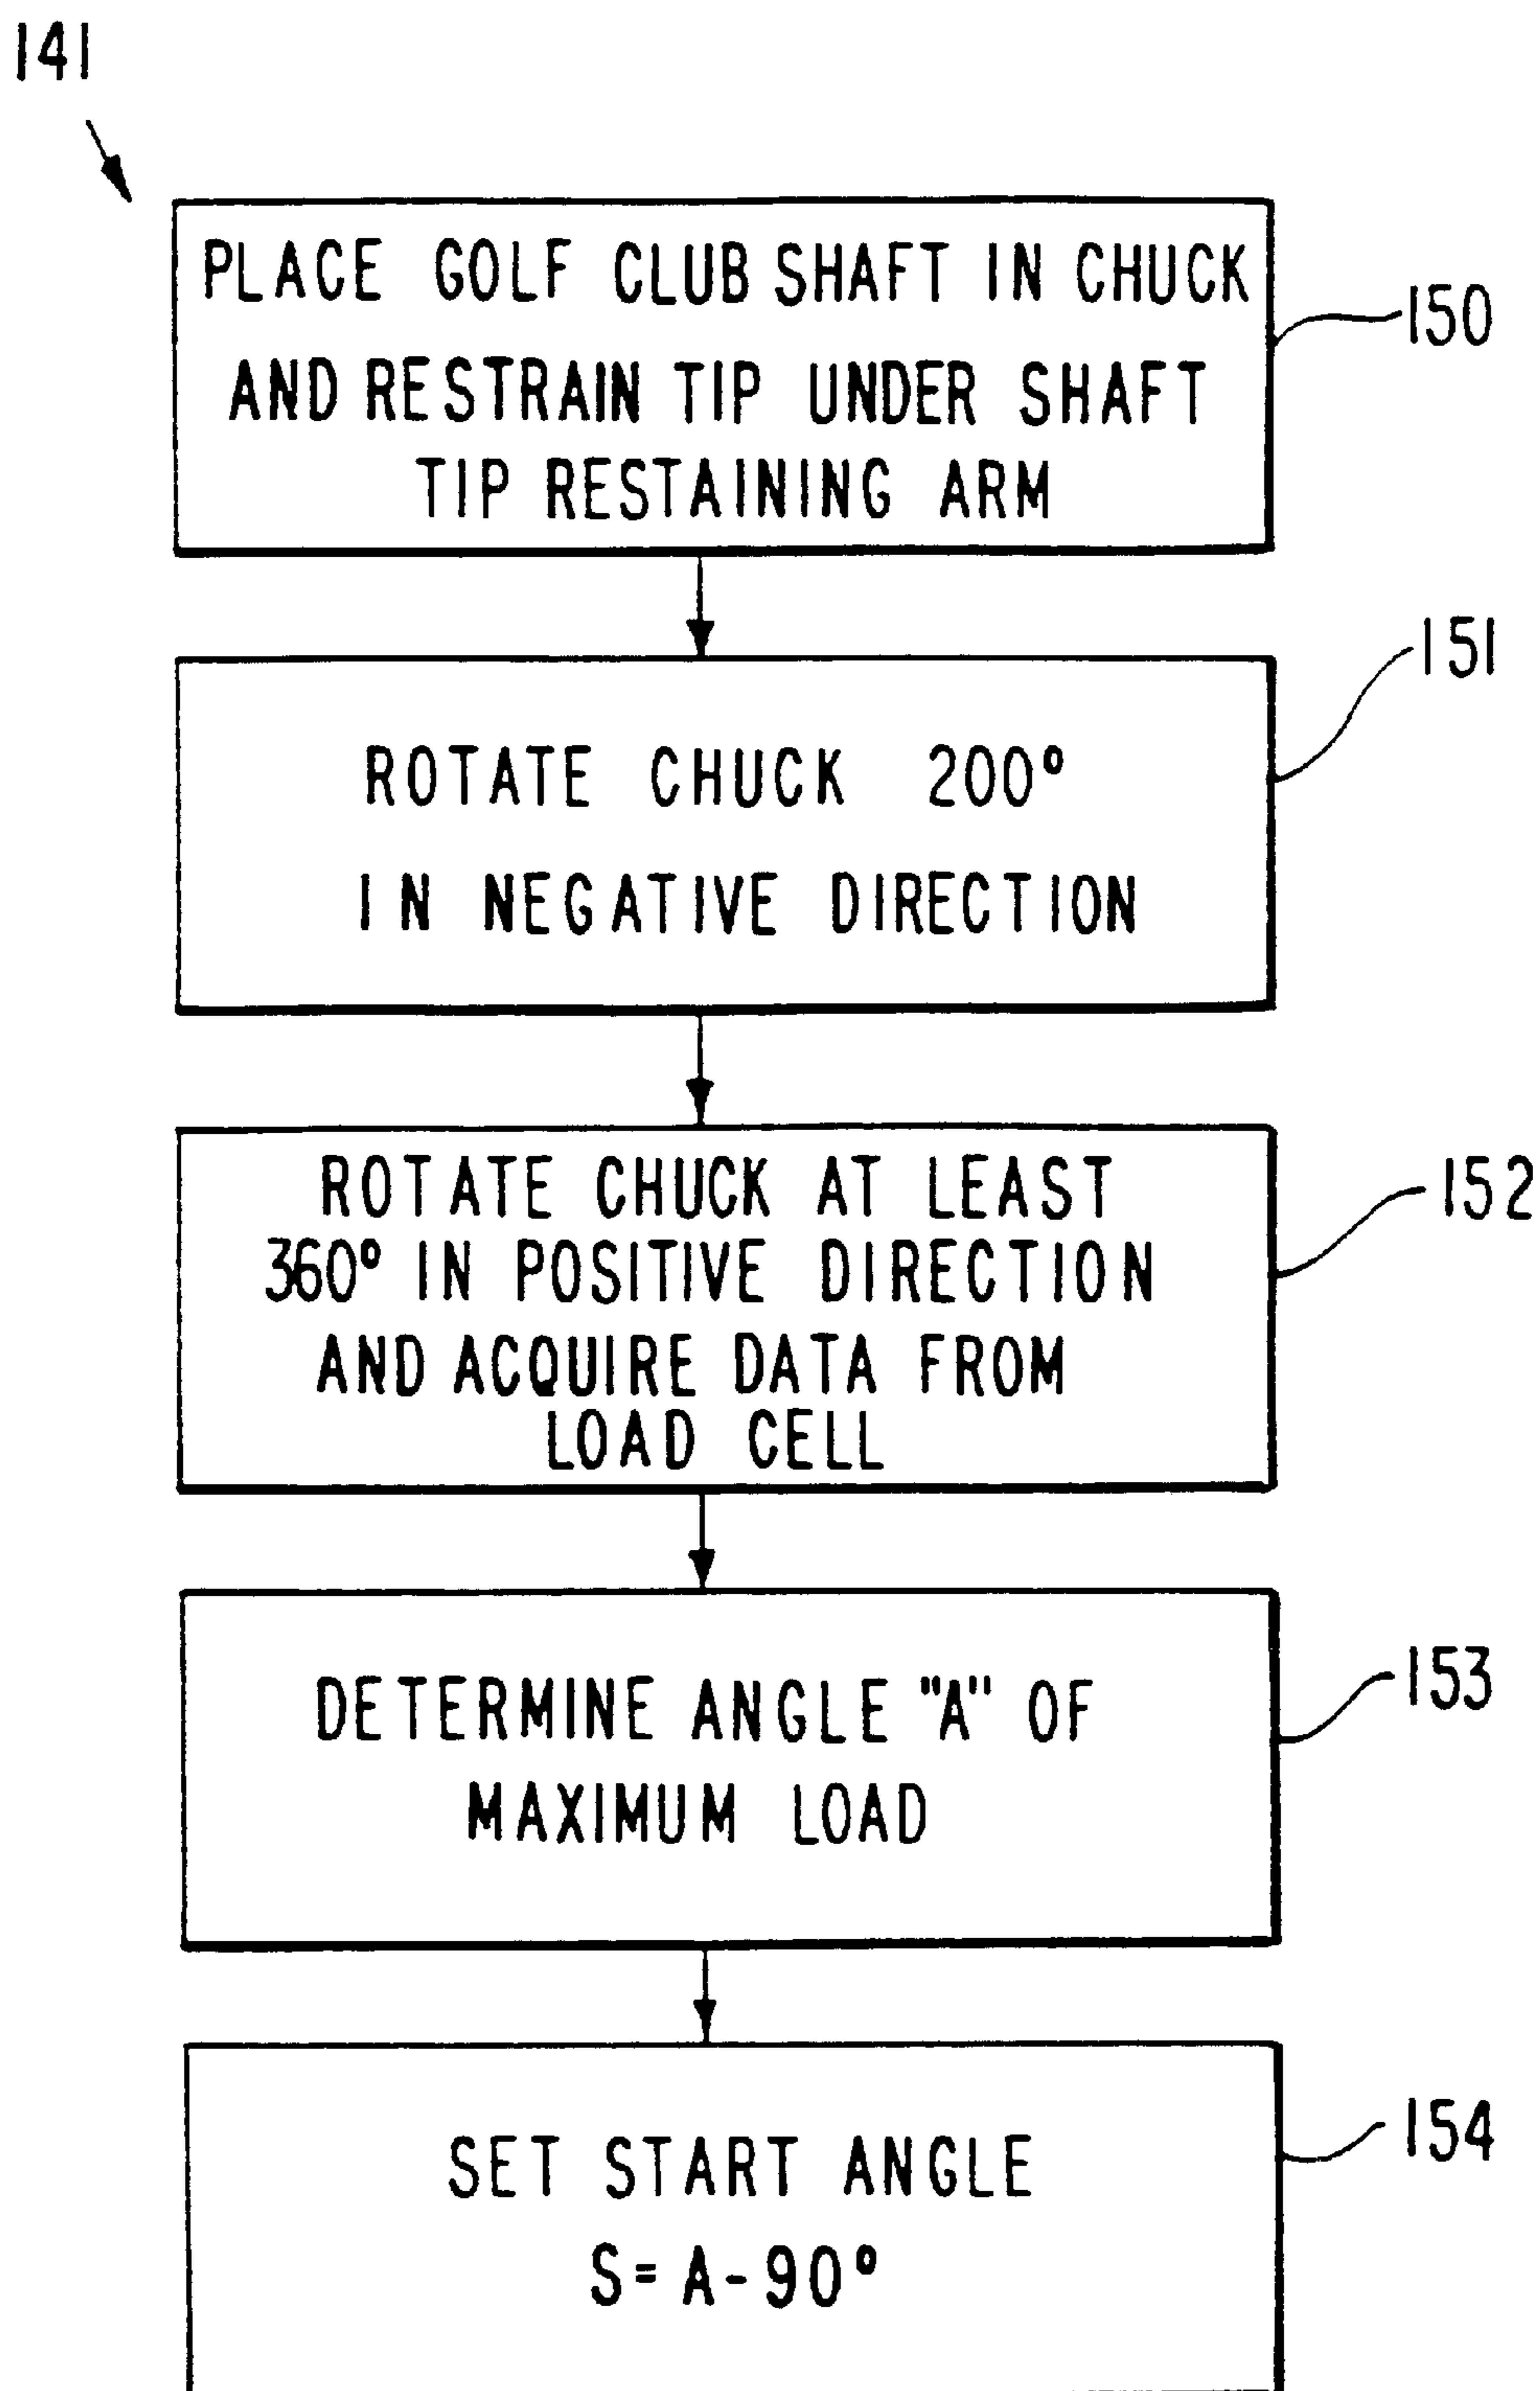 141
PLACE GOLF CLUB SHAFT IN CHUCK
AND RESTRAIN TIP UNDER SHAFT
TIP RESTAINING ARM
150
151
ROTATE CHUCK 200°
IN NEGATIVE DIRECTION
ROTATE CHUCK AT LEAST
360° IN POSITIVE DIRECTION
AND ACQUIRE DATA FROM
LOAD CELL
152
DETERMINE ANGLE "A" OF
MAXIMUM LOAD
153
SET START ANGLE
S= A-90°
154